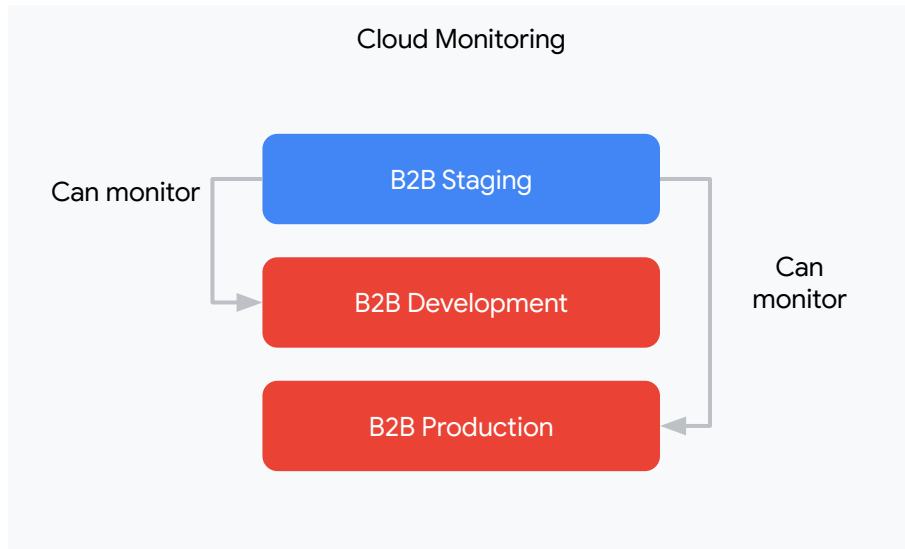 Cloud Monitoring
B2B Staging
Can monitor
B2B Development
Can
monitor
B2B Production